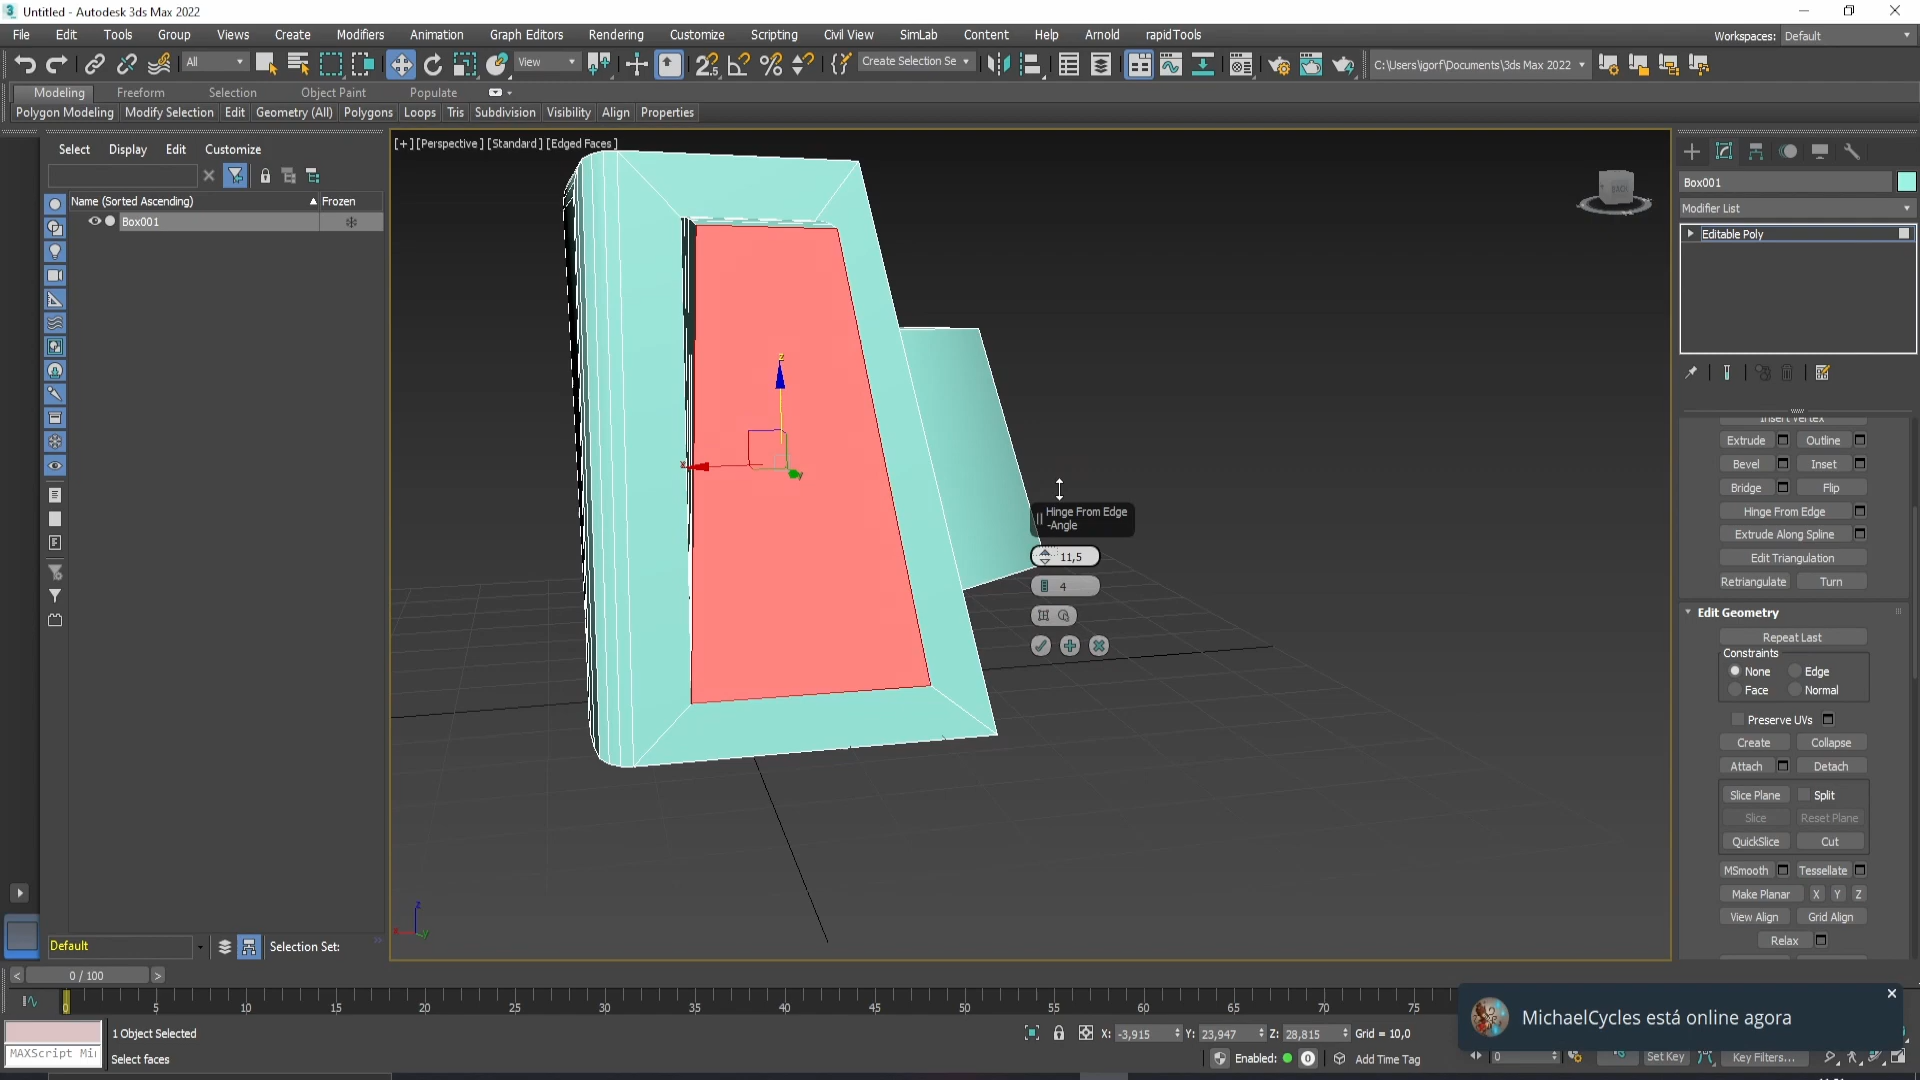 Untitled - Autodesk 3ds Max 2022
File Edit Tools Group Views Create Modifiers Animation Graph Editors Rendering Customize Scripting Civil View SimLab Content Help Arnold rapidTools
Workspaces: Default
All View Create Selection Se C:\Users\igorf\Documents\3ds Max 2022
Modeling Freeform Selection Object Paint Populate
Polygon Modeling Modify Selection Edit Geometry (All) Polygons Loops Tris Subdivision Visibility Align Properties
Select Display Edit Customize
[+] [Perspective ] [Standard ] [Edged Faces ]
Name (Sorted Ascending) Frozen
Box001
Box001
Modifier List
Editable Poly
Insert Vertex
Extrude Outline
Bevel Inset
Bridge Flip
Hinge From Edge
Extrude Along Spline
Edit Triangulation
Retriangulate Turn
Edit Geometry
Repeat Last
Constraints
None Edge
Face Normal
Preserve UVs
Create Collapse
Attach Detach
Slice Plane Split
Slice Reset Plane
QuickSlice Cut
MSmooth Tessellate
Make Planar X Y Z
View Align Grid Align
Relax
z
x
y
Hinge From Edge
-Angle
11,5
4
BACK
z
x y
Default Selection Set:
0 / 100
0 5 10 15 20 25 30 35 40 45 50 55 60 65 70 75
1 Object Selected
X: -3,915 Y: 23,947 Z: 28,815 Grid = 10,0
MAXScript Mi
Select faces
Enabled: 0 Add Time Tag
0 Set Key Key Filters...
MichaelCycles está online agora